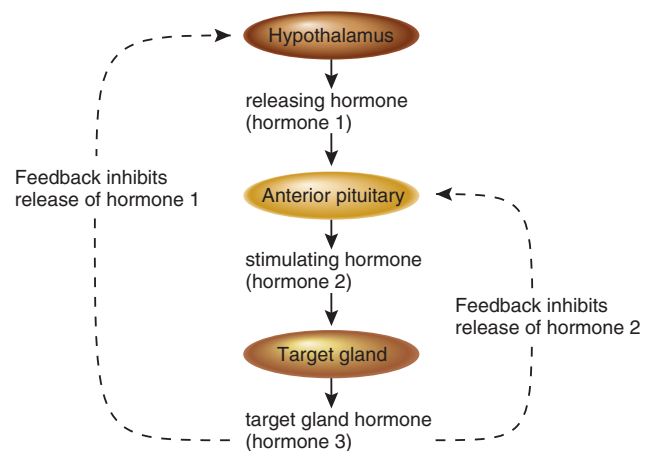 Hypothalamus
releasing hormone
(hormone 1)
Feedback inhibits
release of hormone 1
Anterior pituitary
stimulating hormone
(hormone 2)
Feedback inhibits
release of hormone 2
Target gland
target gland hormone
(hormone 3)